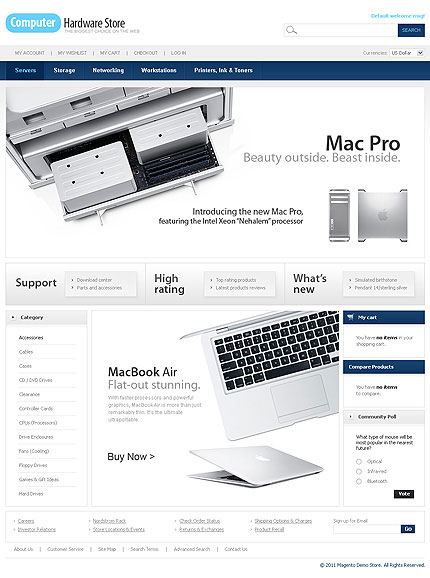 Default welcome msg!
Computer Hardware Store
THE BIGGEST CHOICE ON THE WEB
SEARCH
MY ACCOUNT | MY WISHLIST | MY CART | CHECKOUT | LOG IN
Currencies: US Dollar
Servers Storage Networking Workstations Printers, Ink & Toners
Mac Pro
Beauty outside. Beast inside.
Introducing the new Mac Pro,
featuring the Intel Xeon "Nehalem" processor
Support
Download center
Parts and accessories
High rating
Top rating products
Latest products reviews
What's new
Simulated birthstone
Pendant 14/sterling silver
Category
Accessories
Cables
Cases
CD / DVD Drives
Clearance
Controller Cards
CPUs (Processors)
Drive Enclosures
Fans (Cooling)
Floppy Drives
Games & Gift Ideas
Hard Drives
MacBook Air
Flat-out stunning.
With faster processors and powerful
graphics, MacBook Air is more than just
remarkably thin. It's the ultimate
ultraportable.
Buy Now >
My cart
You have no items in your
shopping cart.
Compare Products
You have no items
to compare.
Community Poll
What type of mouse will be
most popular in the nearest
future?
Optical
Infra-red
Bluetooth
Vote
Careers
Investor Relations
Nordstrom Rack
Store Locations & Events
Check Order Status
Returns & Exchanges
Shipping Options & Charges
Product Recall
Sign up for Email
Go
About Us | Customer Service | Site Map | Search Terms | Advanced Search | Contact Us
© 2011 Magento Demo Store. All Rights Reserved.